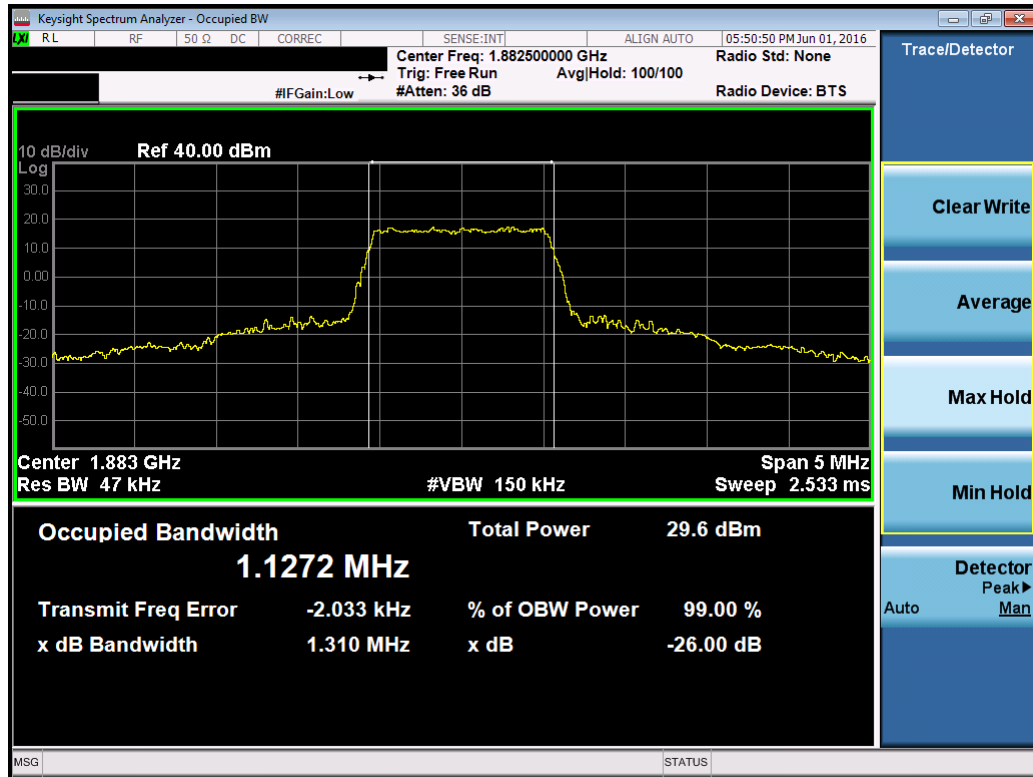 Keysight Spectrum Analyzer - Occupied BW
LXI RL RF 50 Ω DC CORREC SENSE:INT ALIGN AUTO 05:50:50 PM Jun 01, 2016
Center Freq: 1.882500000 GHz Radio Std: None
Trig: Free Run Avg|Hold: 100/100
#IFGain:Low #Atten: 36 dB Radio Device: BTS
10 dB/div Ref 40.00 dBm
Log
30.0
20.0
10.0
0.00
-10.0
-20.0
-30.0
-40.0
-50.0
Center 1.883 GHz Span 5 MHz
Res BW 47 kHz #VBW 150 kHz Sweep 2.533 ms
Occupied Bandwidth Total Power 29.6 dBm
1.1272 MHz
Transmit Freq Error -2.033 kHz % of OBW Power 99.00 %
x dB Bandwidth 1.310 MHz x dB -26.00 dB
Trace/Detector
Clear Write
Average
Max Hold
Min Hold
Detector
Peak▶
Auto Man
MSG STATUS